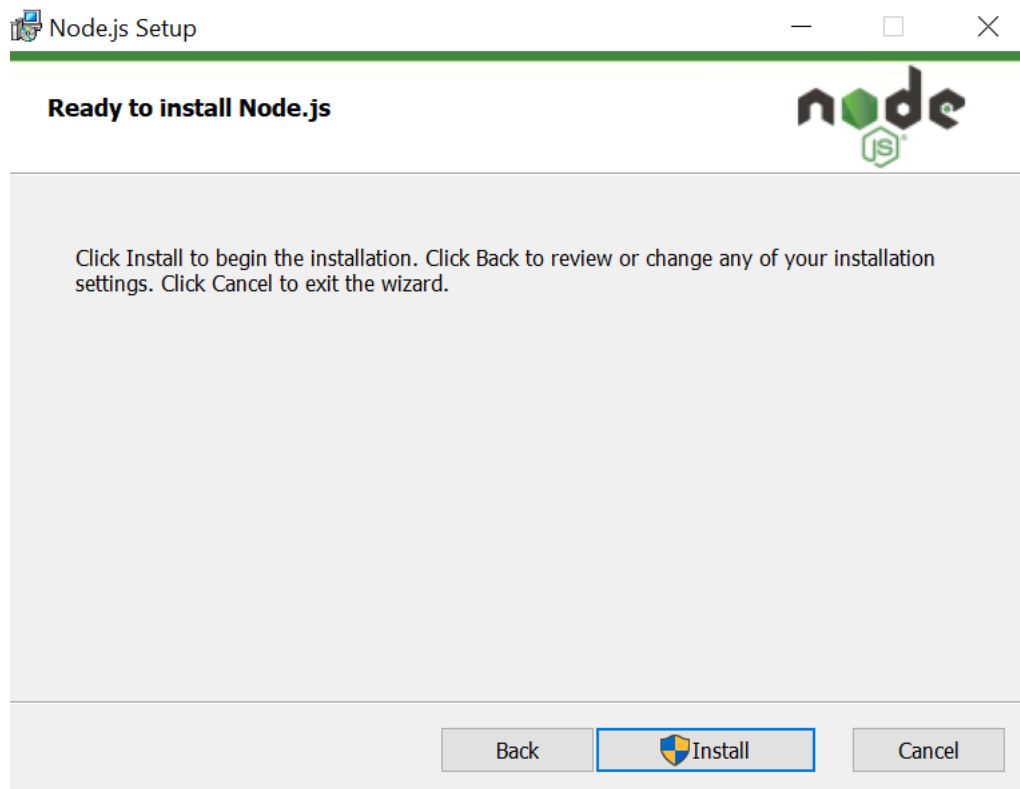 Node.js Setup
Ready to install Node.js
node
JS
Click Install to begin the installation. Click Back to review or change any of your installation
settings. Click Cancel to exit the wizard.
Back
Install
Cancel